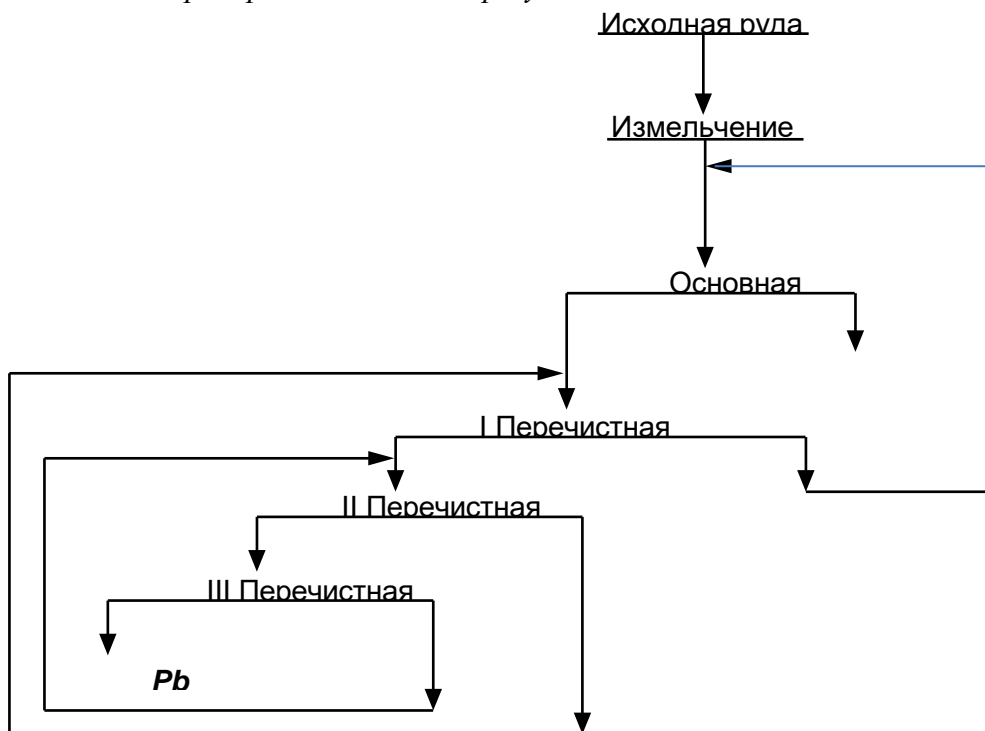 Исходная руда
Измельчение
Основная
I Перечистная
II Перечистная
III Перечистная
Pb